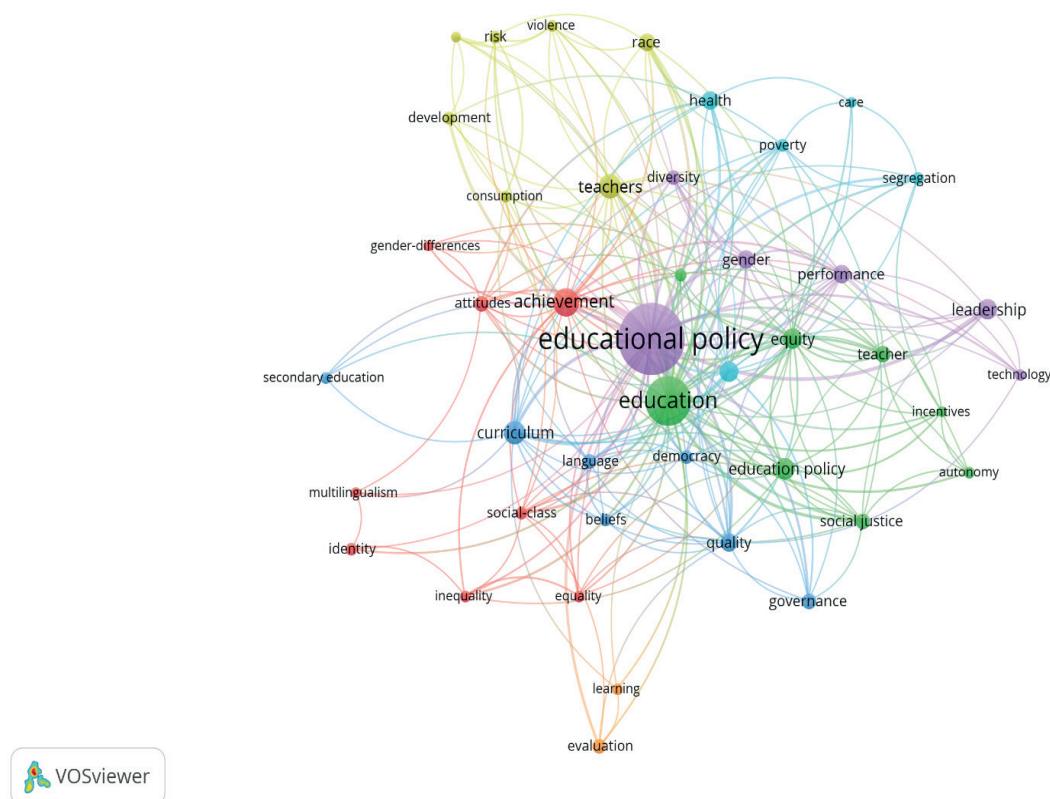 violence
risk
race
health
care
development
poverty
diversity
segregation
teachers
consumption
gender-differences
gender
performance
attitudes
achievement
leadership
educational policy
equity
teacher
secondary education
technology
education
incentives
curriculum
language
democracy
education policy
autonomy
multilingualism
social-class
beliefs
social justice
identity
quality
inequality
equality
governance
learning
evaluation
VOSviewer